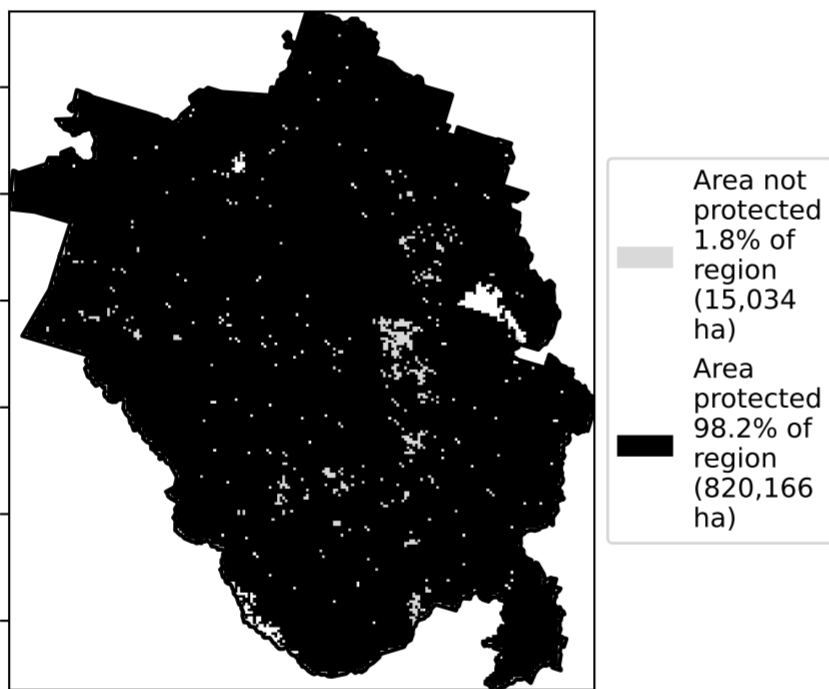 Area not
protected
1.8% of
region
(15,034
ha)
Area
protected
98.2% of
region
(820,166
ha)